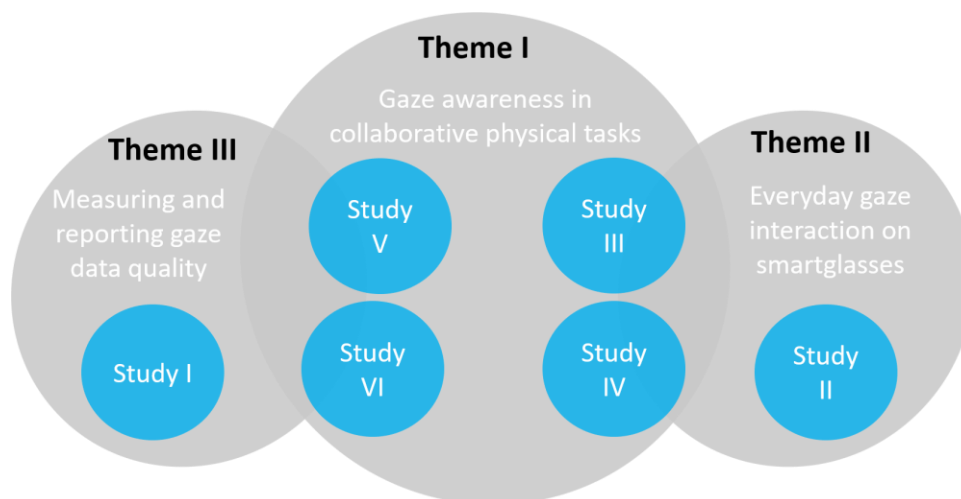 Theme I
Gaze awareness in
collaborative physical tasks
Theme III
Measuring and
reporting gaze
data quality
Theme II
Everyday gaze
interaction on
smartglasses
Study
V
Study
III
Study I
Study
VI
Study
IV
Study
II